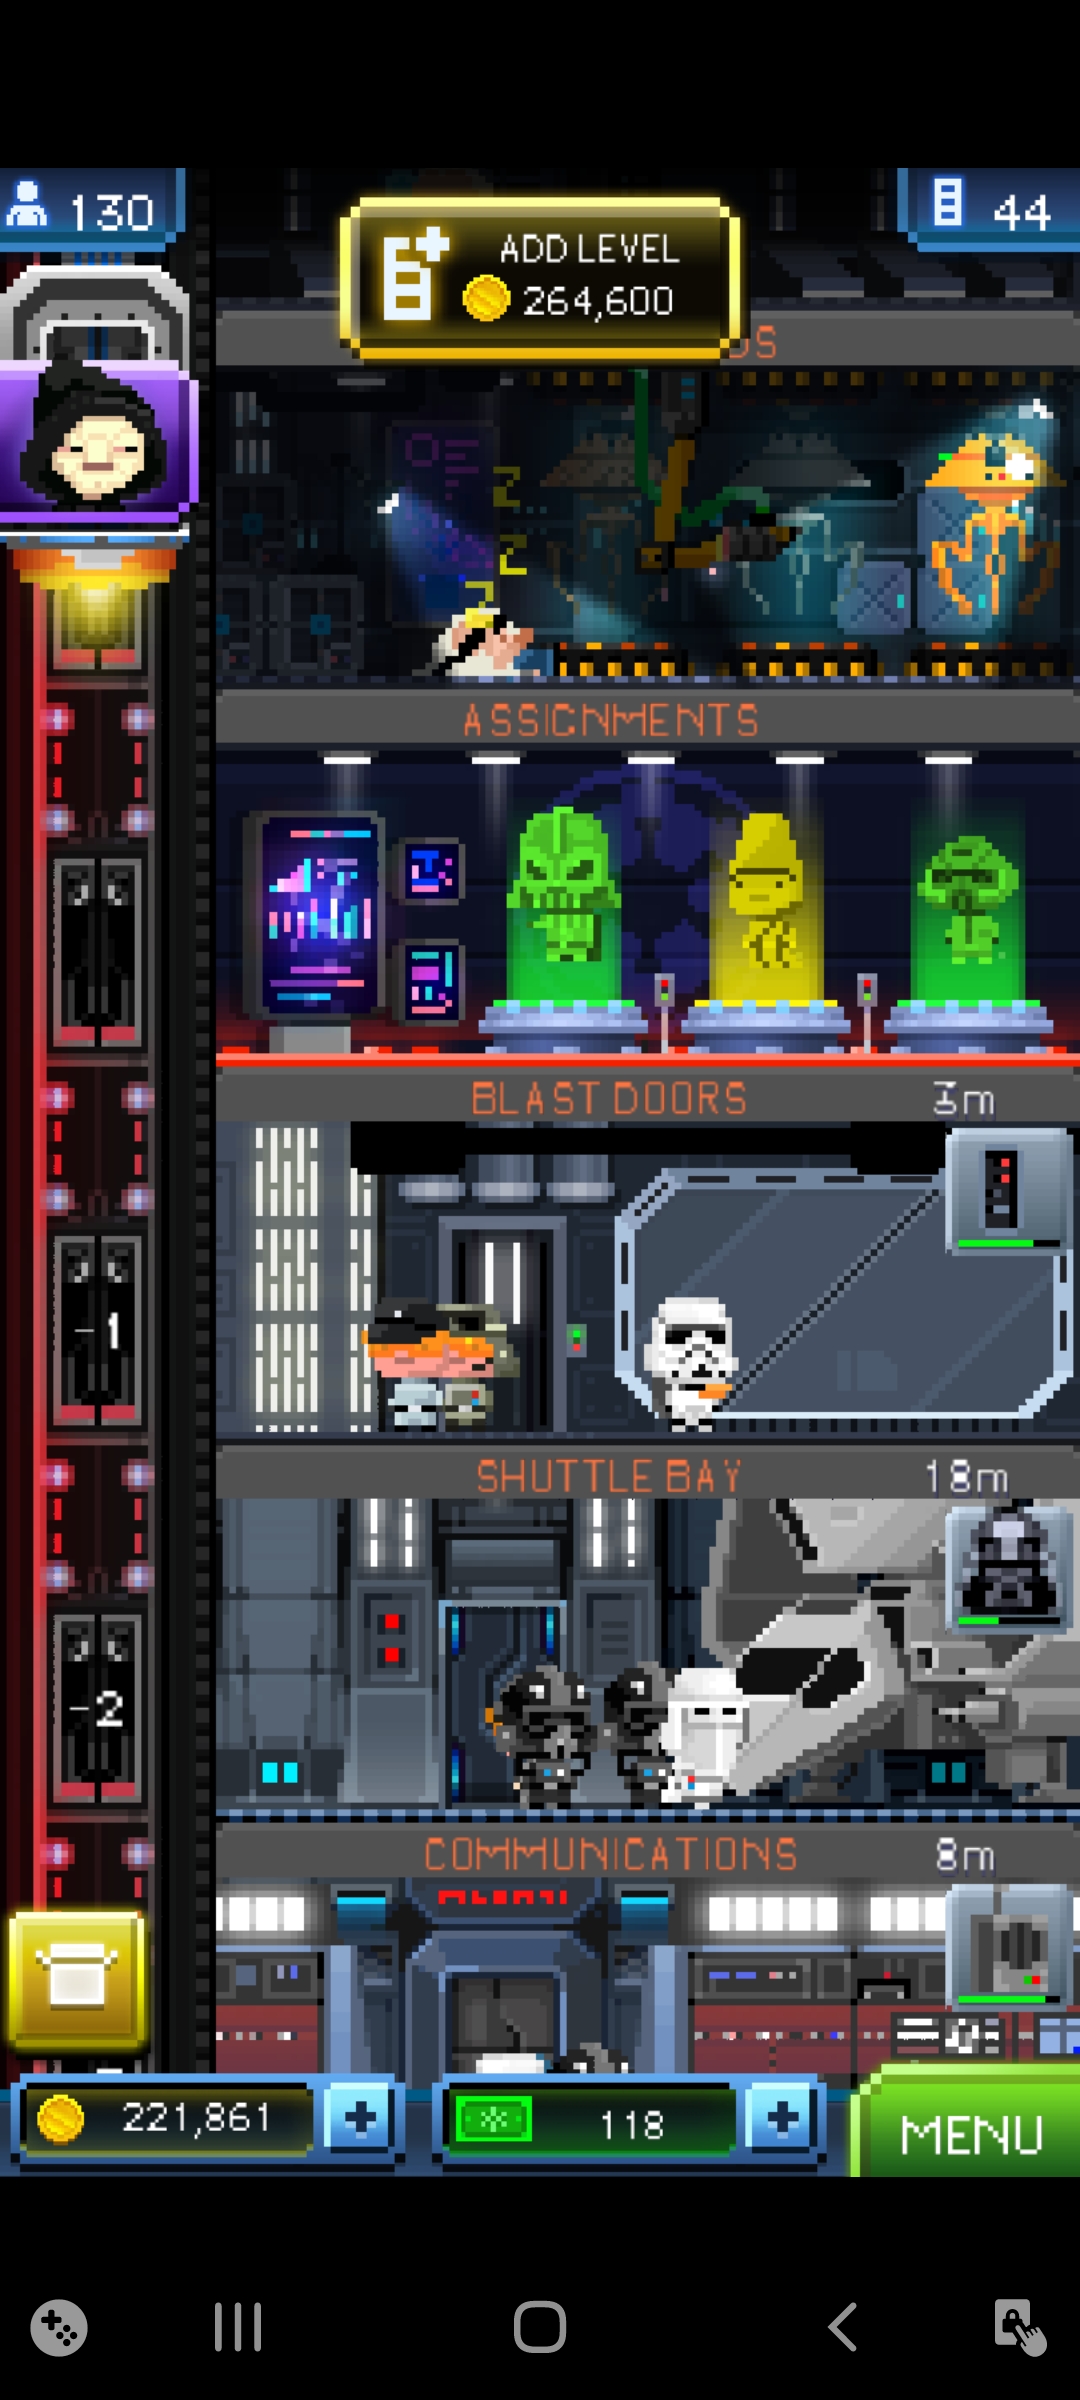 130
ADD LEVEL
264,600
44
DS
Z
Z
Z
ASSIGNMENTS
BLAST DOORS 3m
-1
SHUTTLE BAY 18m
-2
COMMUNICATIONS 8m
221,861
118
MENU